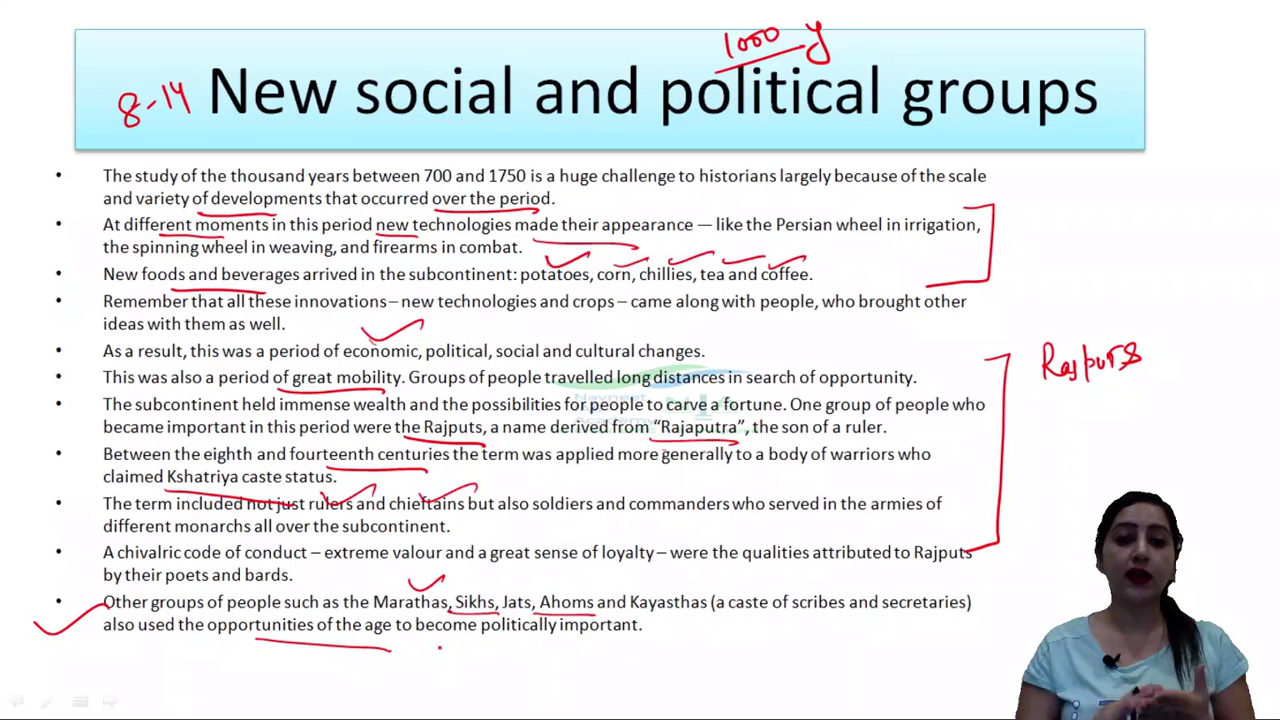 1000 y
8-14 New social and political groups
• The study of the thousand years between 700 and 1750 is a huge challenge to historians largely because of the scale
and variety of developments that occurred over the period.
• At different moments in this period new technologies made their appearance — like the Persian wheel in irrigation,
the spinning wheel in weaving, and firearms in combat.
• New foods and beverages arrived in the subcontinent: potatoes, corn, chillies, tea and coffee.
• Remember that all these innovations – new technologies and crops – came along with people, who brought other
ideas with them as well.
• As a result, this was a period of economic, political, social and cultural changes.
• This was also a period of great mobility. Groups of people travelled long distances in search of opportunity.
• The subcontinent held immense wealth and the possibilities for people to carve a fortune. One group of people who
became important in this period were the Rajputs, a name derived from “Rajaputra”, the son of a ruler.
• Between the eighth and fourteenth centuries the term was applied more generally to a body of warriors who
claimed Kshatriya caste status.
• The term included not just rulers and chieftains but also soldiers and commanders who served in the armies of
different monarchs all over the subcontinent.
• A chivalric code of conduct – extreme valour and a great sense of loyalty – were the qualities attributed to Rajputs
by their poets and bards.
• Other groups of people such as the Marathas, Sikhs, Jats, Ahoms and Kayasthas (a caste of scribes and secretaries)
also used the opportunities of the age to become politically important.
Rajputs